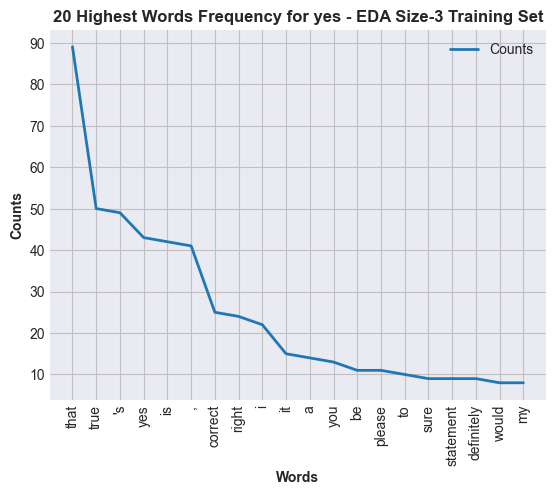 20 Highest Words Frequency for yes - EDA Size-3 Training Set
Counts
90
80
70
60
50
40
30
20
10
Counts
that
true
's
yes
is
,
correct
right
i
it
a
you
be
please
to
sure
statement
definitely
would
my
Words